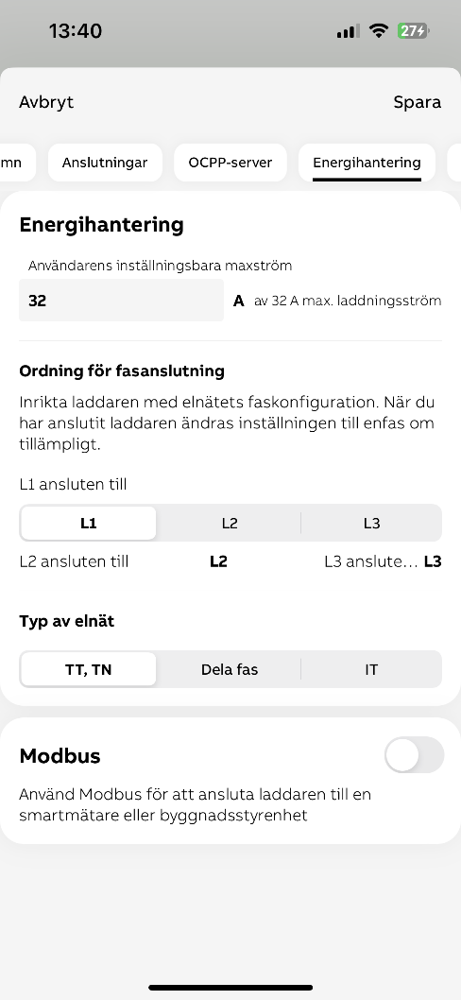 13:40
27
Avbryt
Spara
mn
Anslutningar
OCPP-server
Energihantering
Energihantering
Användarens inställningsbara maxström
32
A av 32 A max. laddningsström
Ordning för fasanslutning
Inrikta laddaren med elnätets faskonfiguration. När du
har anslutit laddaren ändras inställningen till enfas om
tillämpligt.
L1 ansluten till
L1
L2
L3
L2 ansluten till
L2
L3 anslute... L3
Typ av elnät
TT, TN
Dela fas
IT
Modbus
Använd Modbus för att ansluta laddaren till en
smartmätare eller byggnadsstyrenhet